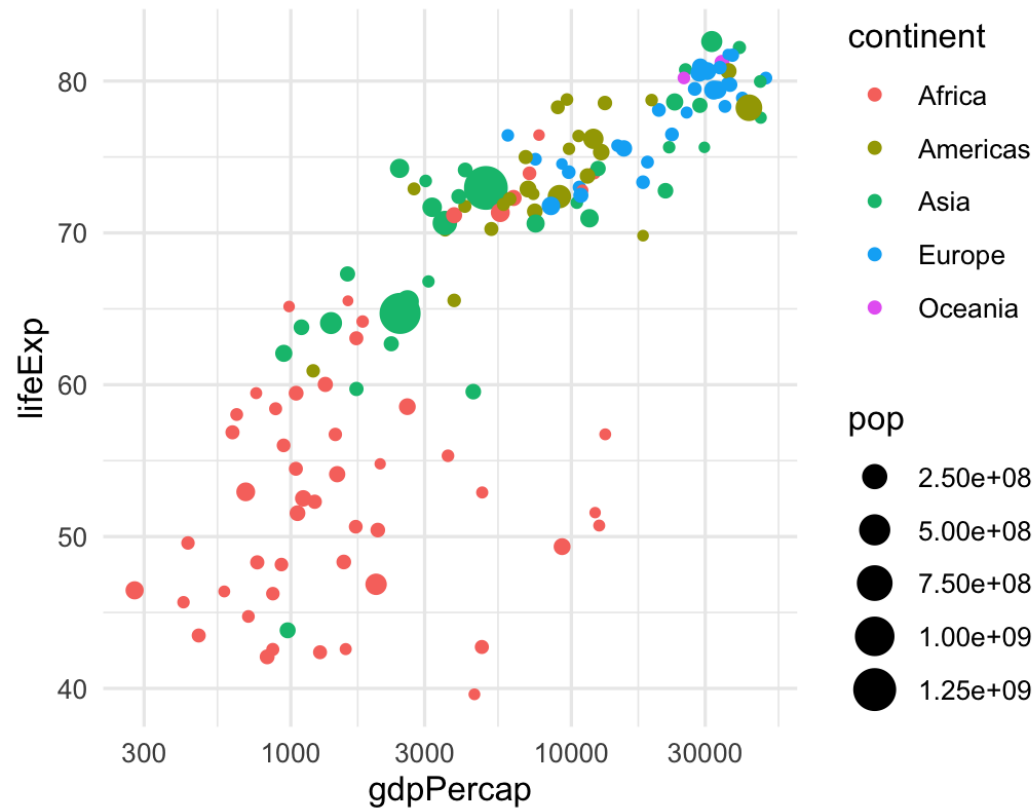 80
70
60
50
40
lifeExp
300 1000 3000 10000 30000
gdpPercap
continent
Africa
Americas
Asia
Europe
Oceania
pop
2.50e+08
5.00e+08
7.50e+08
1.00e+09
1.25e+09